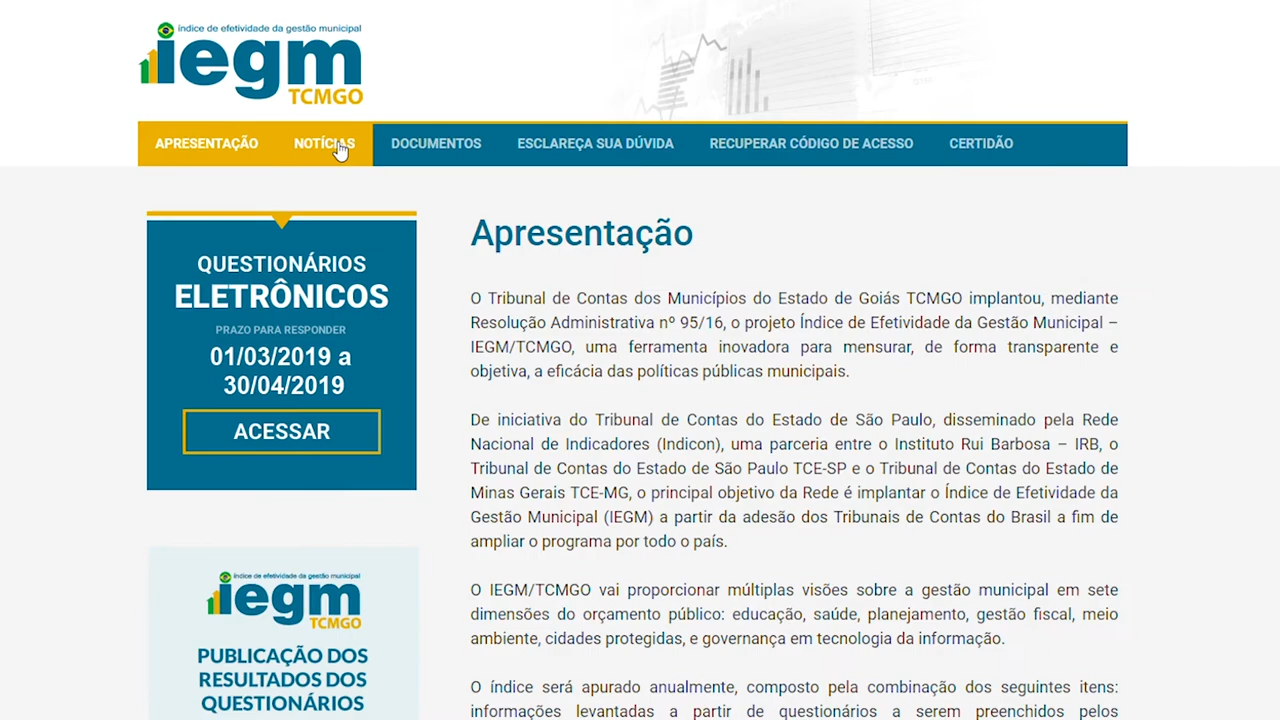 índice de efetividade da gestão municipal
iegm
TCMGO
APRESENTAÇÃO NOTÍCIAS DOCUMENTOS ESCLAREÇA SUA DÚVIDA RECUPERAR CÓDIGO DE ACESSO CERTIDÃO
QUESTIONÁRIOS
ELETRÔNICOS
PRAZO PARA RESPONDER
01/03/2019 a
30/04/2019
ACESSAR
índice de efetividade da gestão municipal
iegm
TCMGO
PUBLICAÇÃO DOS
RESULTADOS DOS
QUESTIONÁRIOS
Apresentação
O Tribunal de Contas dos Municípios do Estado de Goiás TCMGO implantou, mediante
Resolução Administrativa nº 95/16, o projeto Índice de Efetividade da Gestão Municipal –
IEGM/TCMGO, uma ferramenta inovadora para mensurar, de forma transparente e
objetiva, a eficácia das políticas públicas municipais.
De iniciativa do Tribunal de Contas do Estado de São Paulo, disseminado pela Rede
Nacional de Indicadores (Indicon), uma parceria entre o Instituto Rui Barbosa – IRB, o
Tribunal de Contas do Estado de São Paulo TCE-SP e o Tribunal de Contas do Estado de
Minas Gerais TCE-MG, o principal objetivo da Rede é implantar o Índice de Efetividade da
Gestão Municipal (IEGM) a partir da adesão dos Tribunais de Contas do Brasil a fim de
ampliar o programa por todo o país.
O IEGM/TCMGO vai proporcionar múltiplas visões sobre a gestão municipal em sete
dimensões do orçamento público: educação, saúde, planejamento, gestão fiscal, meio
ambiente, cidades protegidas, e governança em tecnologia da informação.
O índice será apurado anualmente, composto pela combinação dos seguintes itens:
informações levantadas a partir de questionários a serem preenchidos pelos